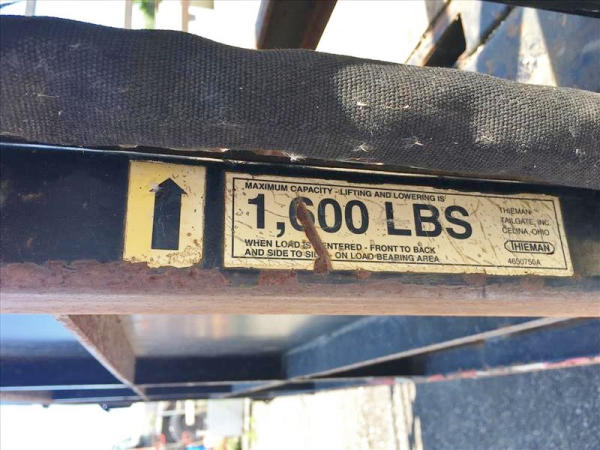 MAXIMUM CAPACITY - LIFTING AND LOWERING IS
1,600 LBS
WHEN LOAD IS CENTERED - FRONT TO BACK
AND SIDE TO SIDE ON LOAD BEARING AREA
THIEMAN
TAILGATE, INC.
CELINA, OHIO
THIEMAN
4650750A